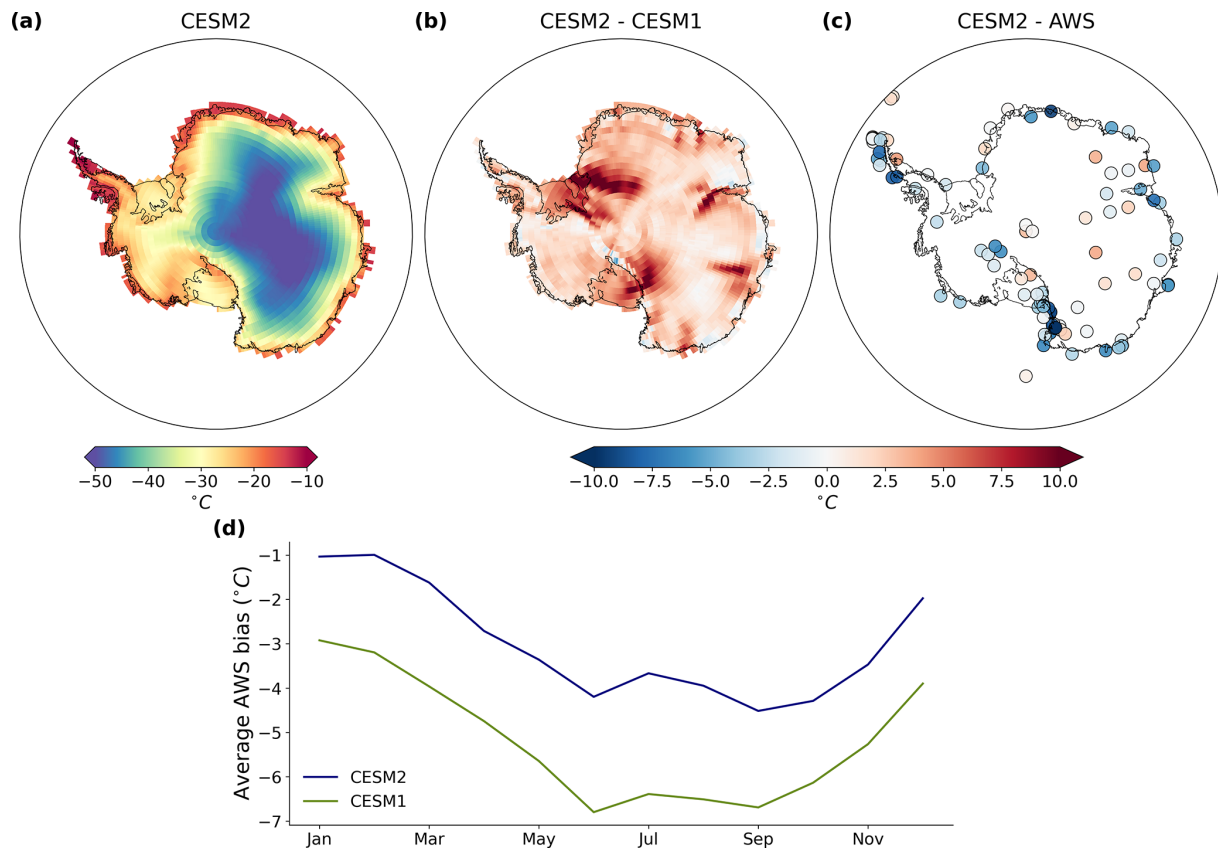 (a) CESM2
(b) CESM2 - CESM1
(c) CESM2 - AWS
−50 −40 −30 −20 −10
°C
−10.0 −7.5 −5.0 −2.5 0.0 2.5 5.0 7.5 10.0
°C
(d)
Average AWS bias (°C)
−1
−2
−3
−4
−5
−6
−7
CESM2
CESM1
Jan Mar May Jul Sep Nov